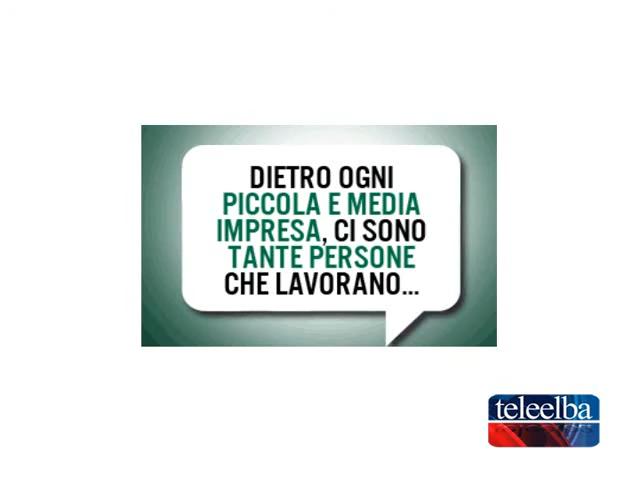 DIETRO OGNI
PICCOLA E MEDIA
IMPRESA, CI SONO
TANTE PERSONE
CHE LAVORANO...
teleelba